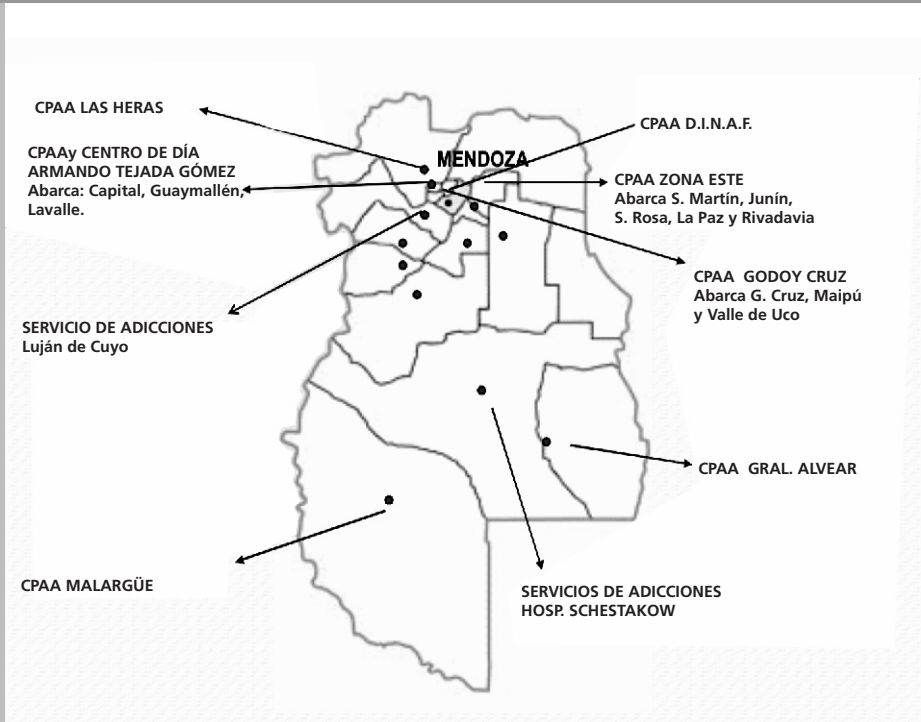 CPAA LAS HERAS
CPAAy CENTRO DE DÍA
ARMANDO TEJADA GÓMEZ
Abarca: Capital, Guaymallén,
Lavalle.
SERVICIO DE ADICCIONES
Luján de Cuyo
CPAA MALARGÜE
MENDOZA
CPAA D.I.N.A.F.
CPAA ZONA ESTE
Abarca S. Martín, Junín,
S. Rosa, La Paz y Rivadavia
CPAA GODOY CRUZ
Abarca G. Cruz, Maipú
y Valle de Uco
CPAA GRAL. ALVEAR
SERVICIOS DE ADICCIONES
HOSP. SCHESTAKOW